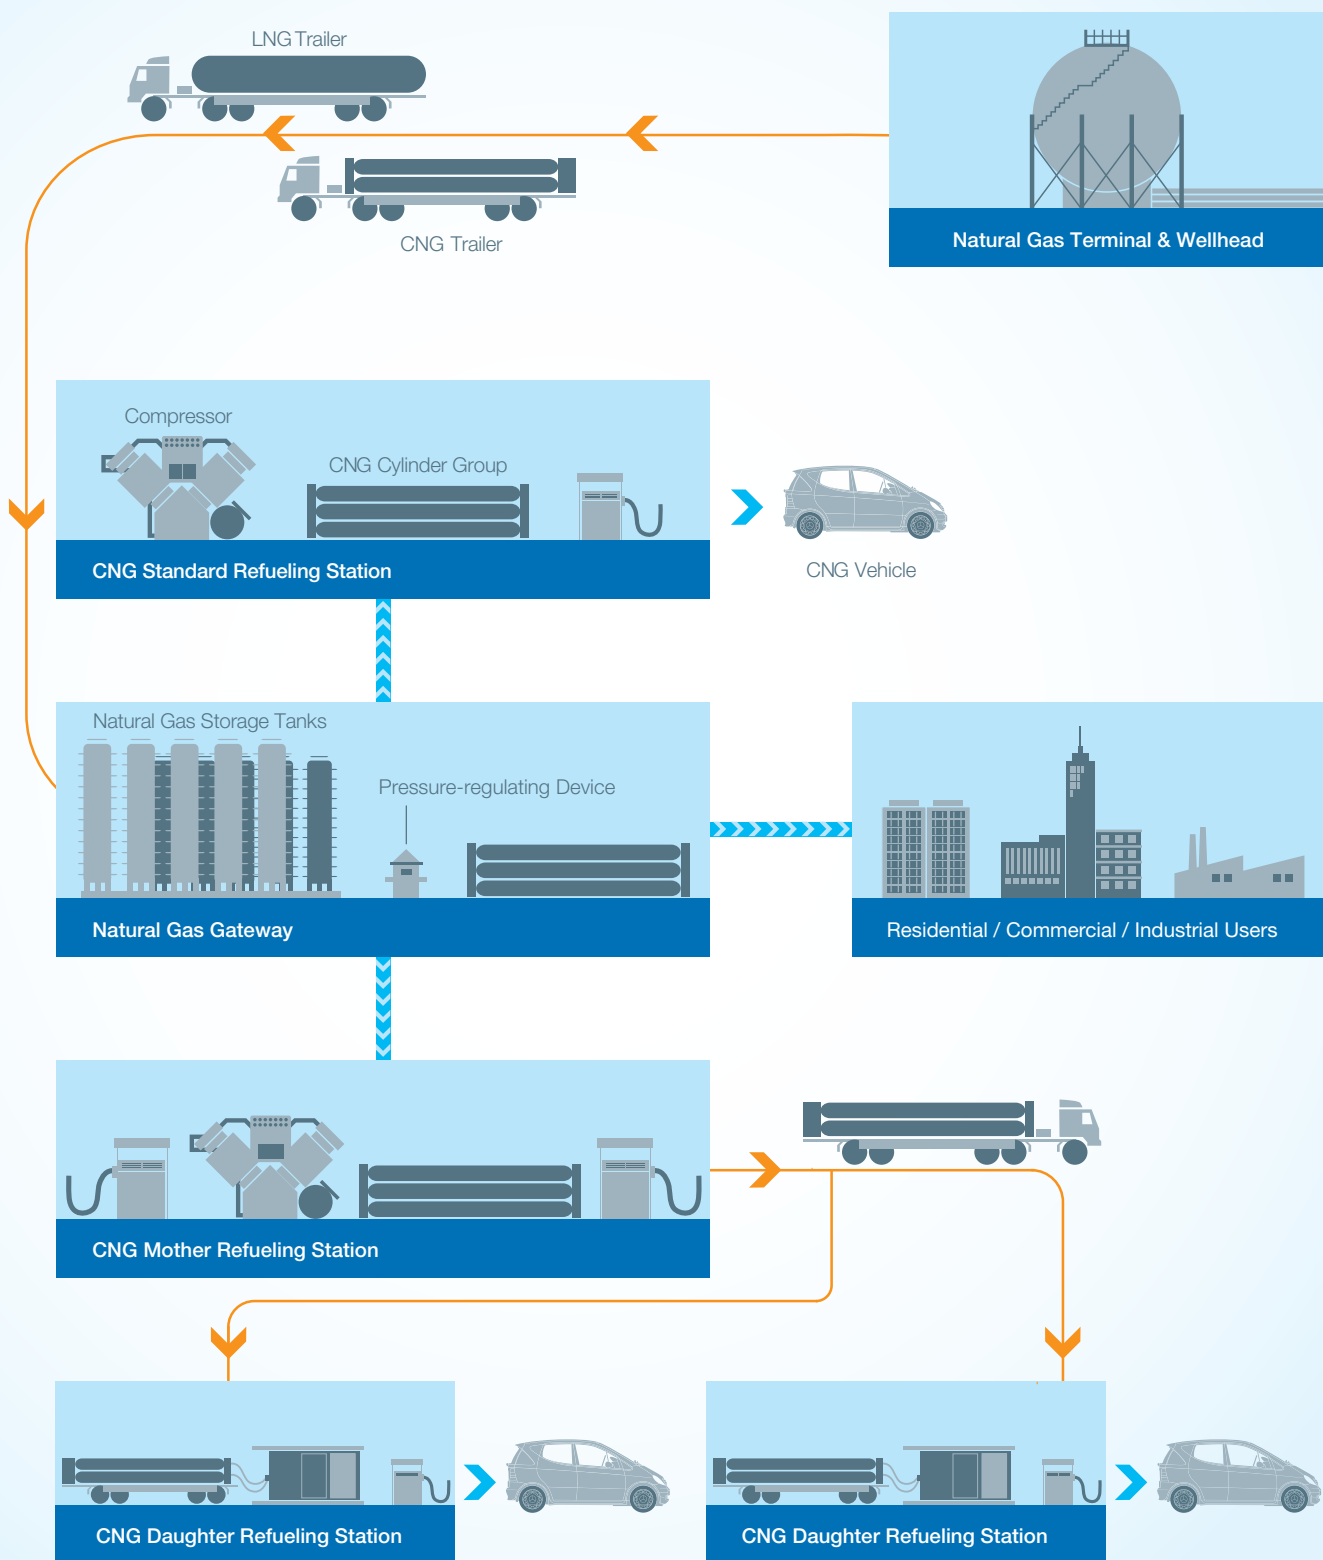 LNG Trailer
CNG Trailer
Natural Gas Terminal & Wellhead
Compressor
CNG Cylinder Group
CNG Standard Refueling Station
CNG Vehicle
Natural Gas Storage Tanks
Pressure-regulating Device
Natural Gas Gateway
Residential / Commercial / Industrial Users
CNG Mother Refueling Station
CNG Daughter Refueling Station
CNG Daughter Refueling Station